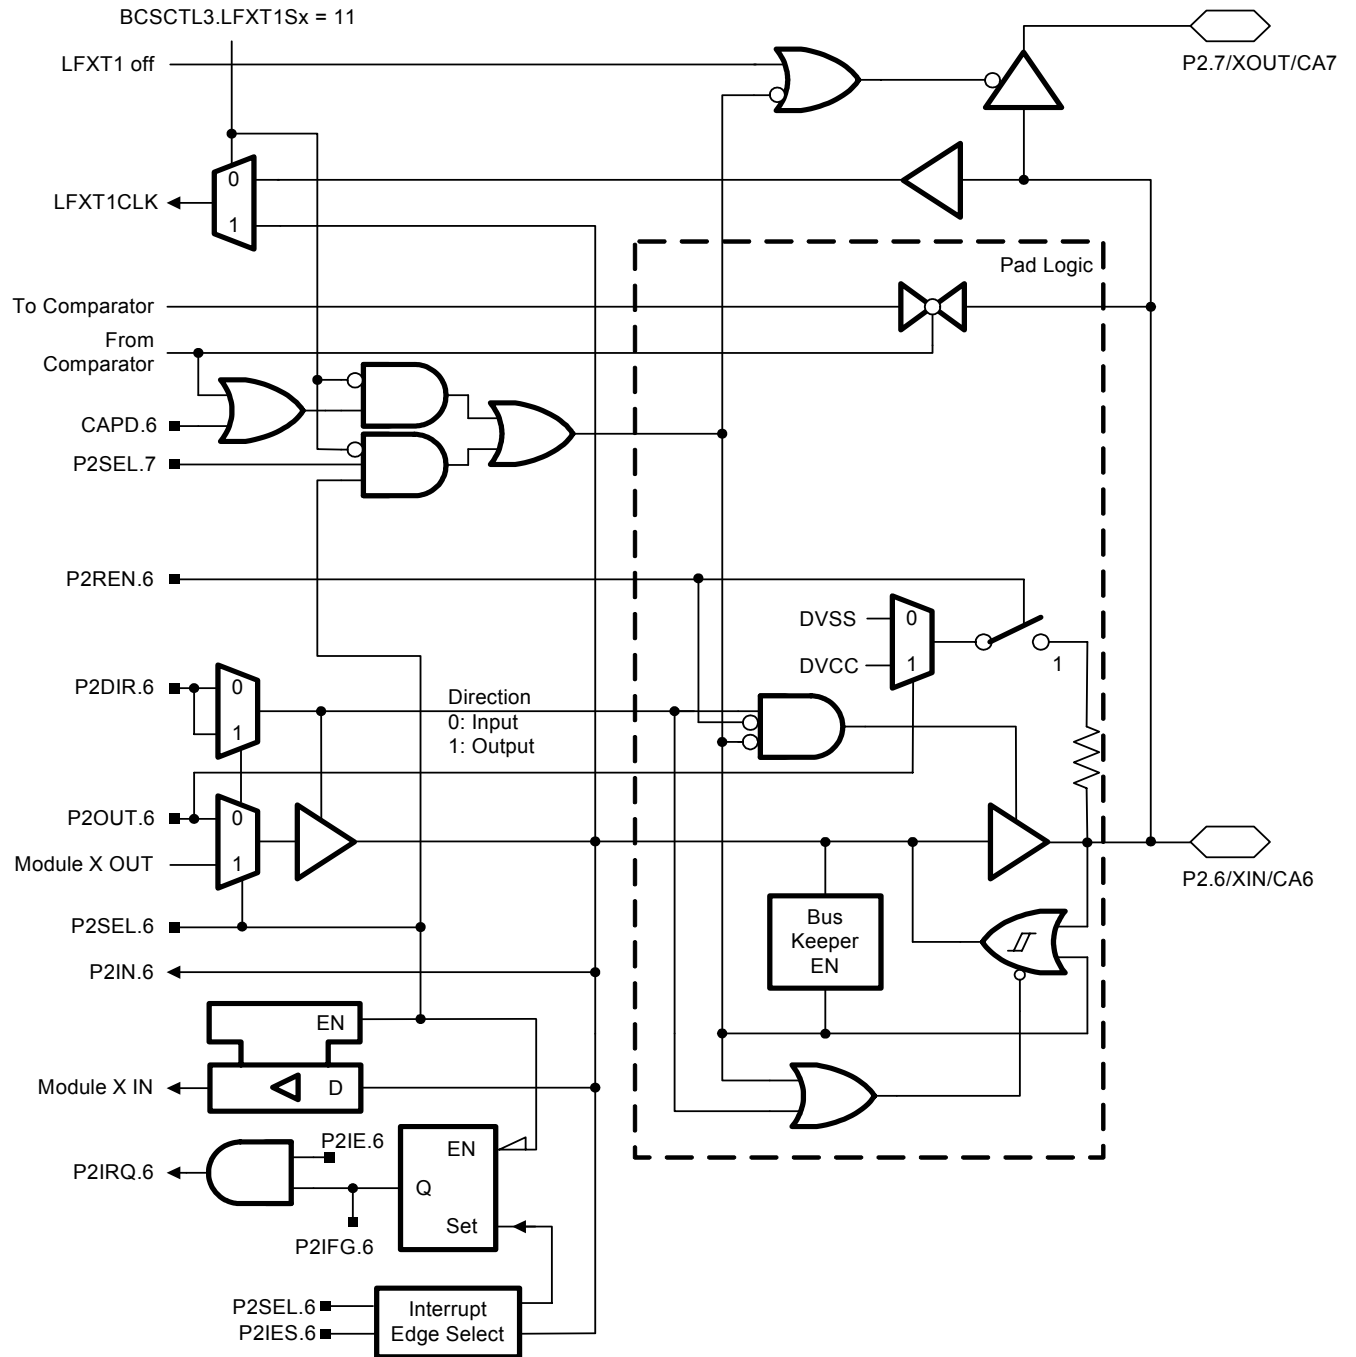 BCSCTL3.LFXT1Sx = 11
LFXT1 off
P2.7/XOUT/CA7
0
LFXT1CLK
1
Pad Logic
To Comparator
From
Comparator
CAPD.6
P2SEL.7
P2REN.6
DVSS
0
DVCC
1
1
P2DIR.6
0
1
Direction
0: Input
1: Output
P2OUT.6
0
Module X OUT
1
P2.6/XIN/CA6
P2SEL.6
Bus
Keeper
EN
P2IN.6
EN
Module X IN
D
P2IE.6
EN
P2IRQ.6
Q
Set
P2IFG.6
P2SEL.6
P2IES.6
Interrupt
Edge Select